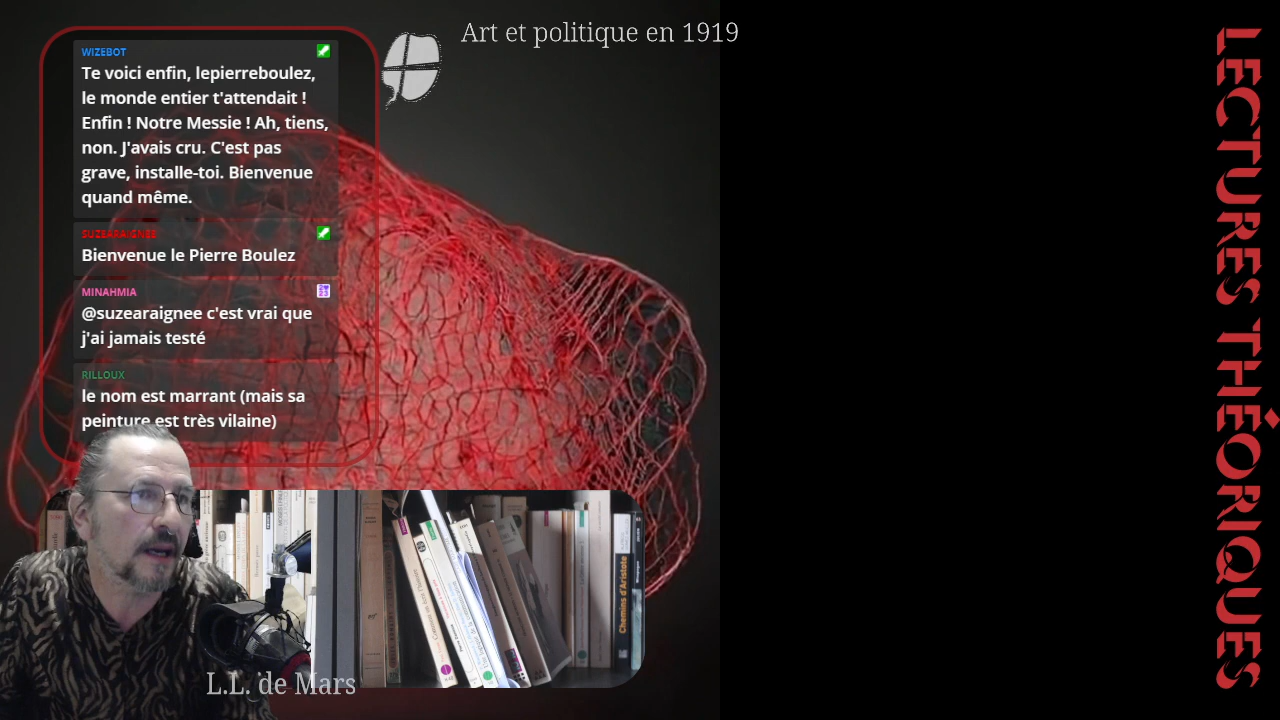 Art et politique en 1919
WIZEBOT
Te voici enfin, lepierreboulez,
le monde entier t'attendait !
Enfin ! Notre Messie ! Ah, tiens,
non. J'avais cru. C'est pas
grave, installe-toi. Bienvenue
quand même.
SUZEARAIGNEE
Bienvenue le Pierre Boulez
MINAHMIA
@suzearaignee c'est vrai que
j'ai jamais testé
RILLOUX
le nom est marrant (mais sa
peinture est très vilaine)
Chemins d'Aristote
L.L. de Mars
LECTURES THÉORIQUES